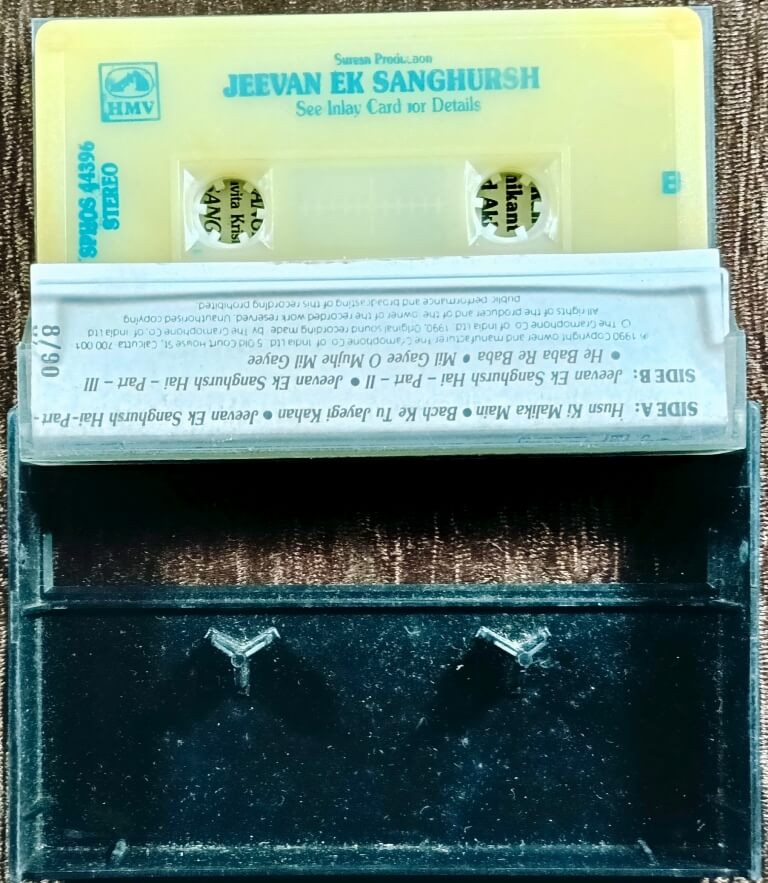 Suresh Production
JEEVAN EK SANGHURSH
See Inlay Card for Details
HMV
SPHOS 44396
STEREO
B
SIDE A: Husn Ki Malika Main • Bach Ke Tu Jayegi Kahan • Jeevan Ek Sanghursh Hai-Part-
SIDE B: Jeevan Ek Sanghursh Hai – Part – II • Jeevan Ek Sanghursh Hai – Part – III
• He Baba Re Baba • Mil Gayee O Mujhe Mil Gayee
℗ 1990 Copyright owner and manufacturer The Gramophone Co. of India Ltd. 5 Old Court House St, Calcutta 700 001
© The Gramophone Co. of India Ltd. 1990. Original sound recording made by The Gramophone Co. of India Ltd
All rights of the producer and of the owner of the recorded work reserved. Unauthorised copying
public performance and broadcasting of this recording prohibited.
8/90